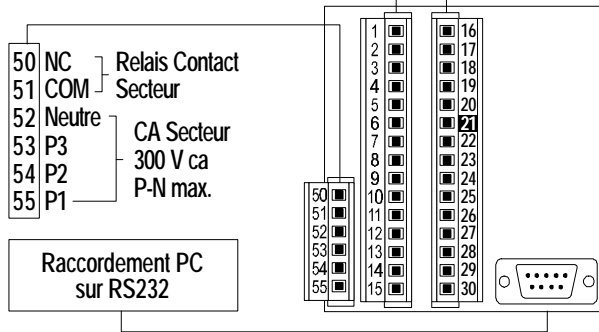 50 NC
51 COM
Relais Contact
Secteur
52 Neutre
53 P3
54 P2
55 P1
CA Secteur
300 V ca
P-N max.
Raccordement PC
sur RS232
50
51
52
53
54
55
1
2
3
4
5
6
7
8
9
10
11
12
13
14
15
16
17
18
19
20
21
22
23
24
25
26
27
28
29
30